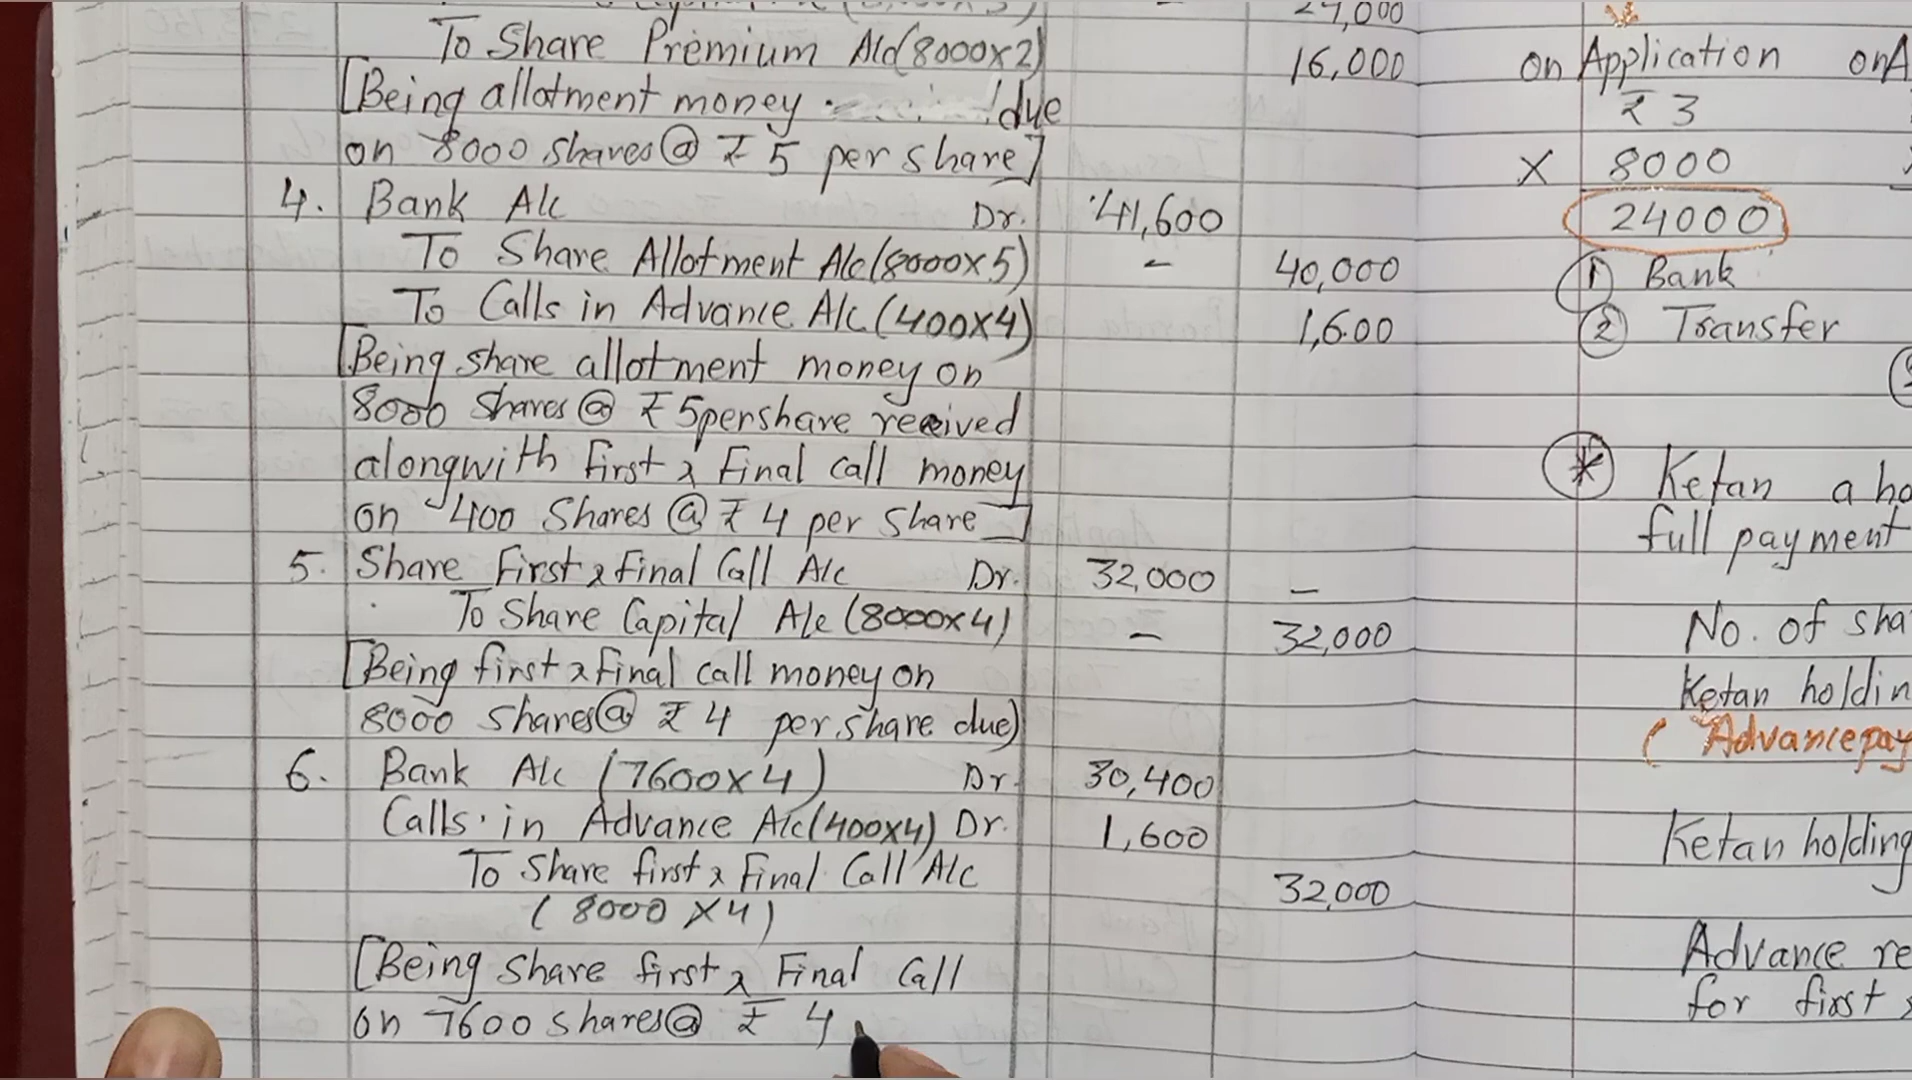 24,000
To Share Premium A/c(8000x2) 16,000
[Being allotment money due
on 8000 Shares@ ₹ 5 per share]
4. Bank A/c Dr. 41,600
To Share Allotment A/c(8000x5) - 40,000
To Calls in Advance A/c (400x4) 1,600
[Being share allotment money on
8000 Shares @ ₹ 5 per share received
alongwith First & Final Call money
on 400 Shares @ ₹ 4 per share]
5. Share First & Final Call A/c Dr. 32,000 -
To Share Capital A/c (8000x4) - 32,000
[Being first & Final call money on
8000 Shares@ ₹ 4 per share due)
6. Bank A/c (7600x4) Dr. 30,400
Calls in Advance A/c(400x4) Dr. 1,600
To Share first & Final Call A/c 32,000
( 8000 X4)
[Being Share first & Final Call
on 7600 shares@ ₹ 4
on Application onA
₹ 3
X 8000
24000
① Bank
② Transfer
* Ketan a ho
full payment
No. of sha
Ketan holdin
( Advance pay
Ketan holding
Advance re
for first